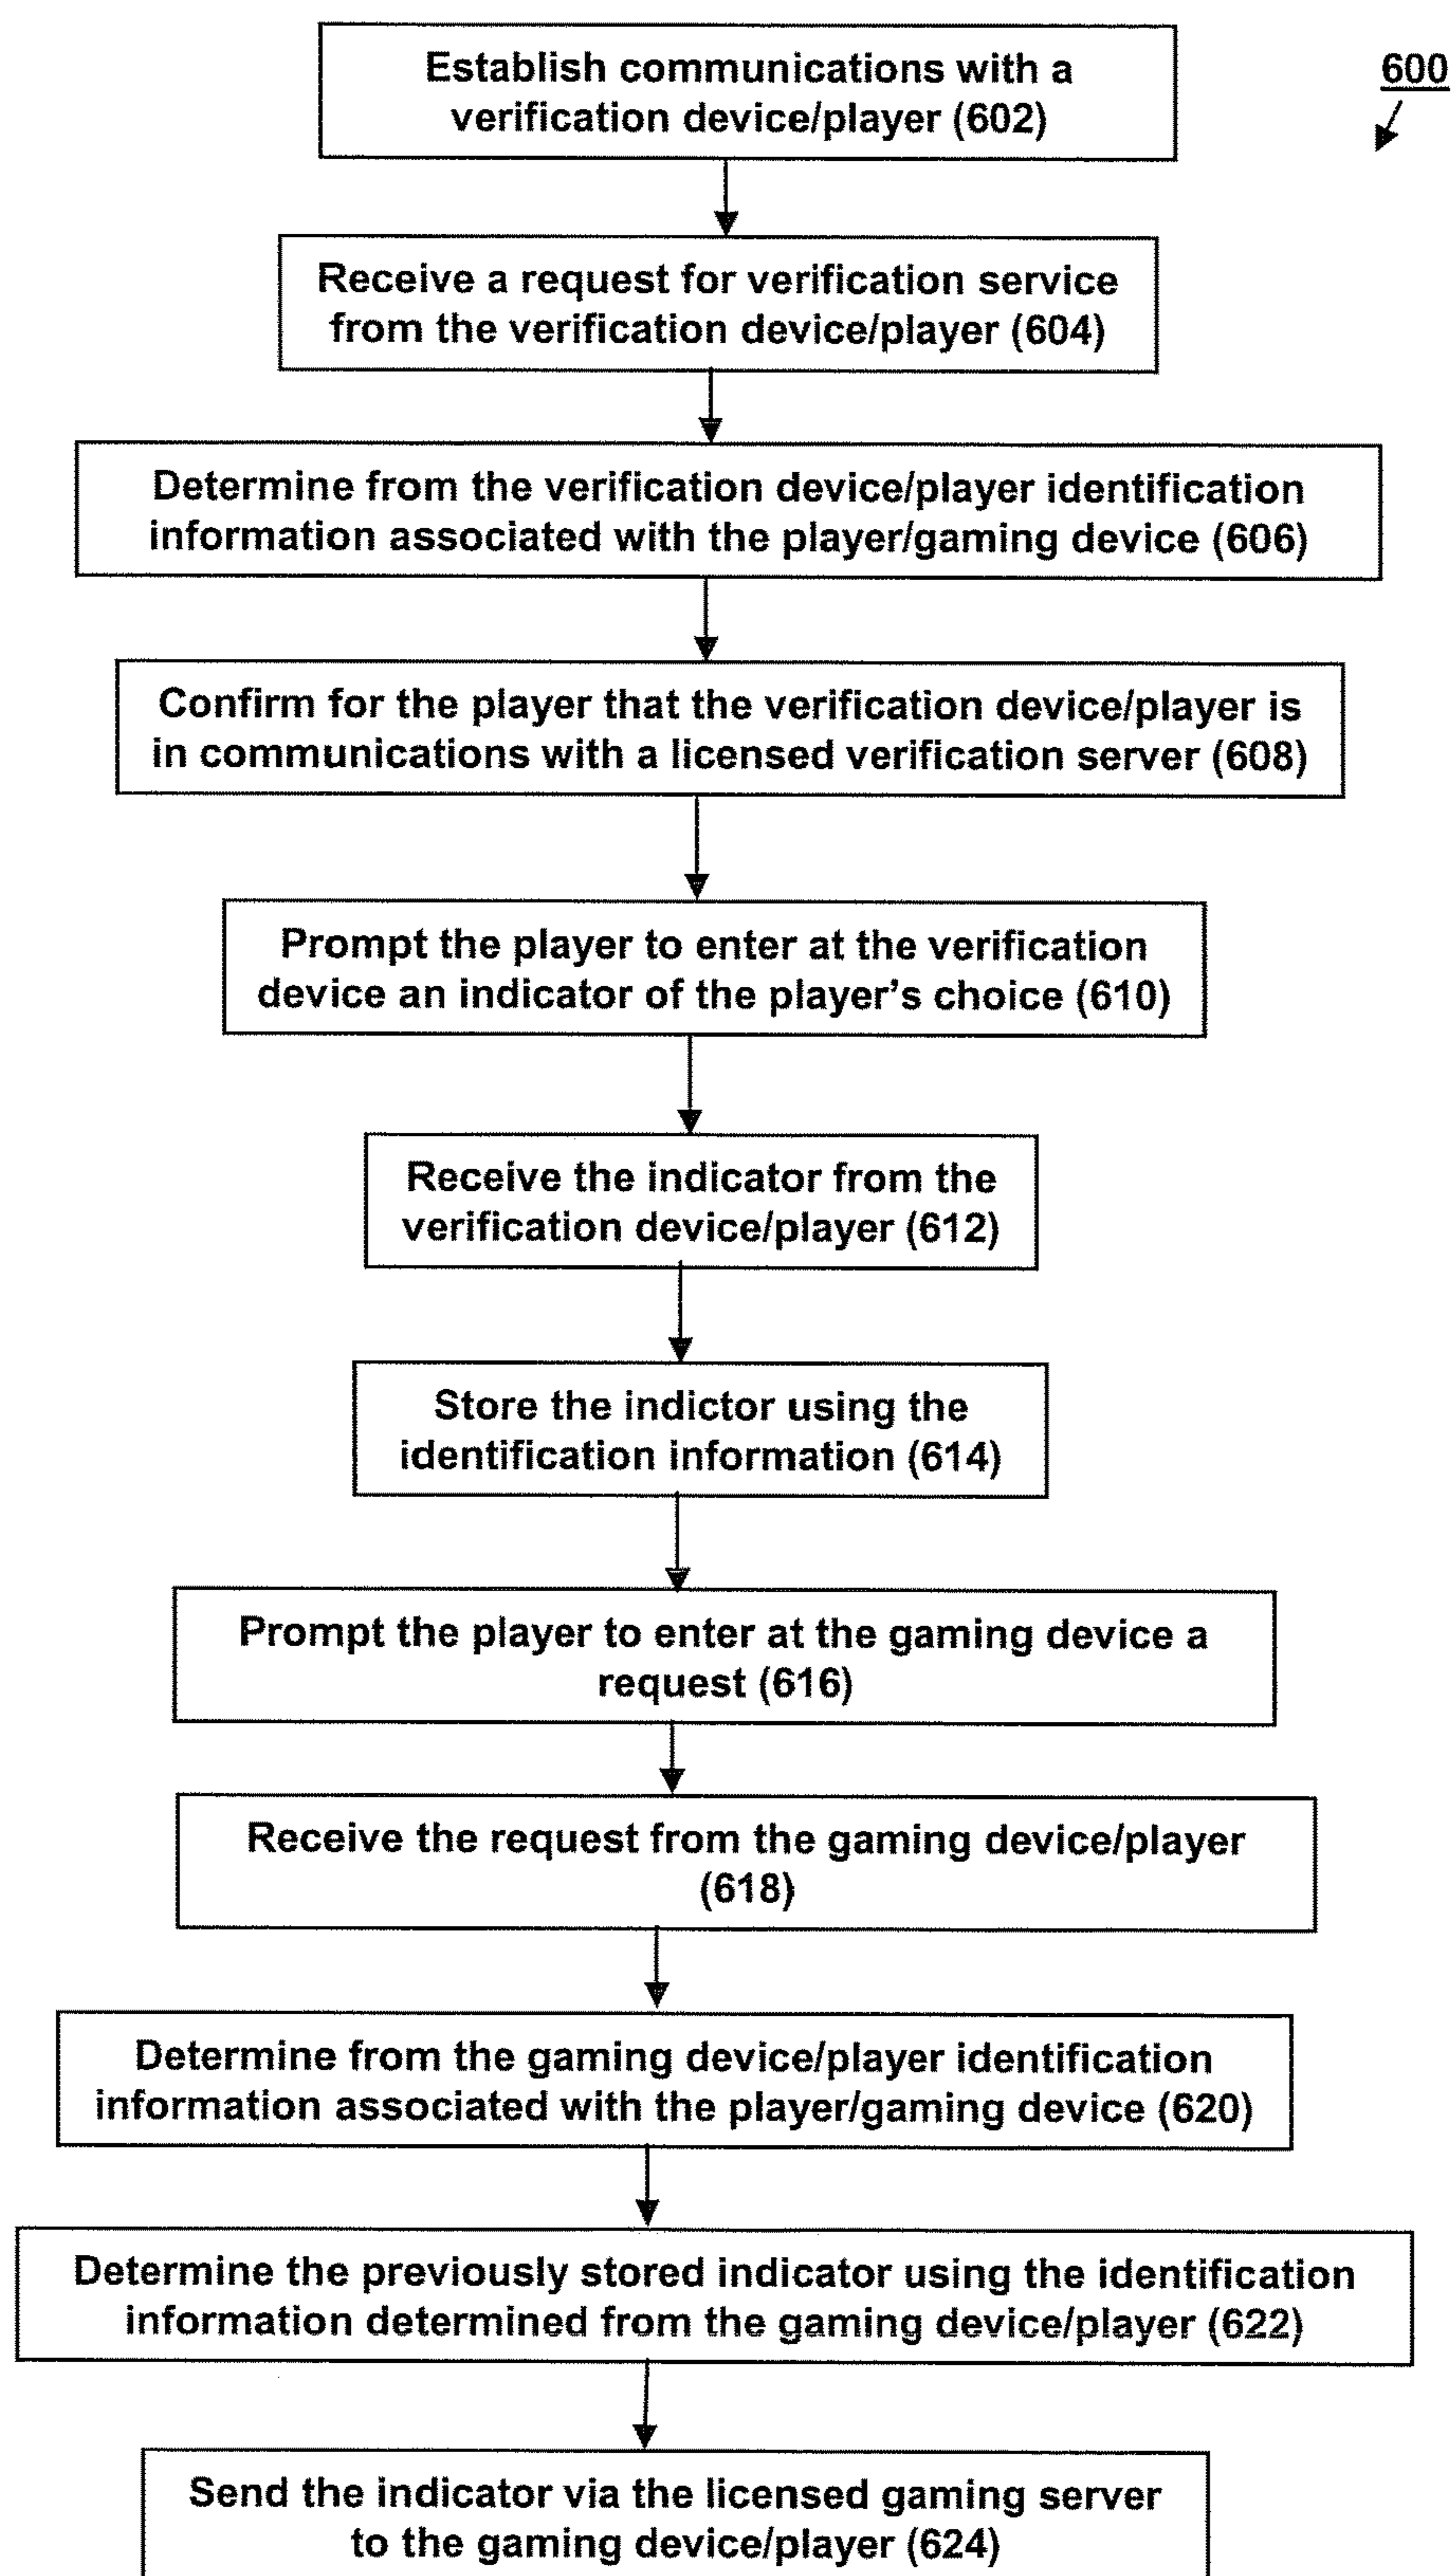 Establish communications with a
verification device/player (602)
600
Receive a request for verification service
from the verification device/player (604)
Determine from the verification device/player identification
information associated with the player/gaming device (606)
Confirm for the player that the verification device/player is
in communications with a licensed verification server (608)
Prompt the player to enter at the verification
device an indicator of the player's choice (610)
Receive the indicator from the
verification device/player (612)
Store the indictor using the
identification information (614)
Prompt the player to enter at the gaming device a
request (616)
Receive the request from the gaming device/player
(618)
Determine from the gaming device/player identification
information associated with the player/gaming device (620)
Determine the previously stored indicator using the identification
information determined from the gaming device/player (622)
Send the indicator via the licensed gaming server
to the gaming device/player (624)